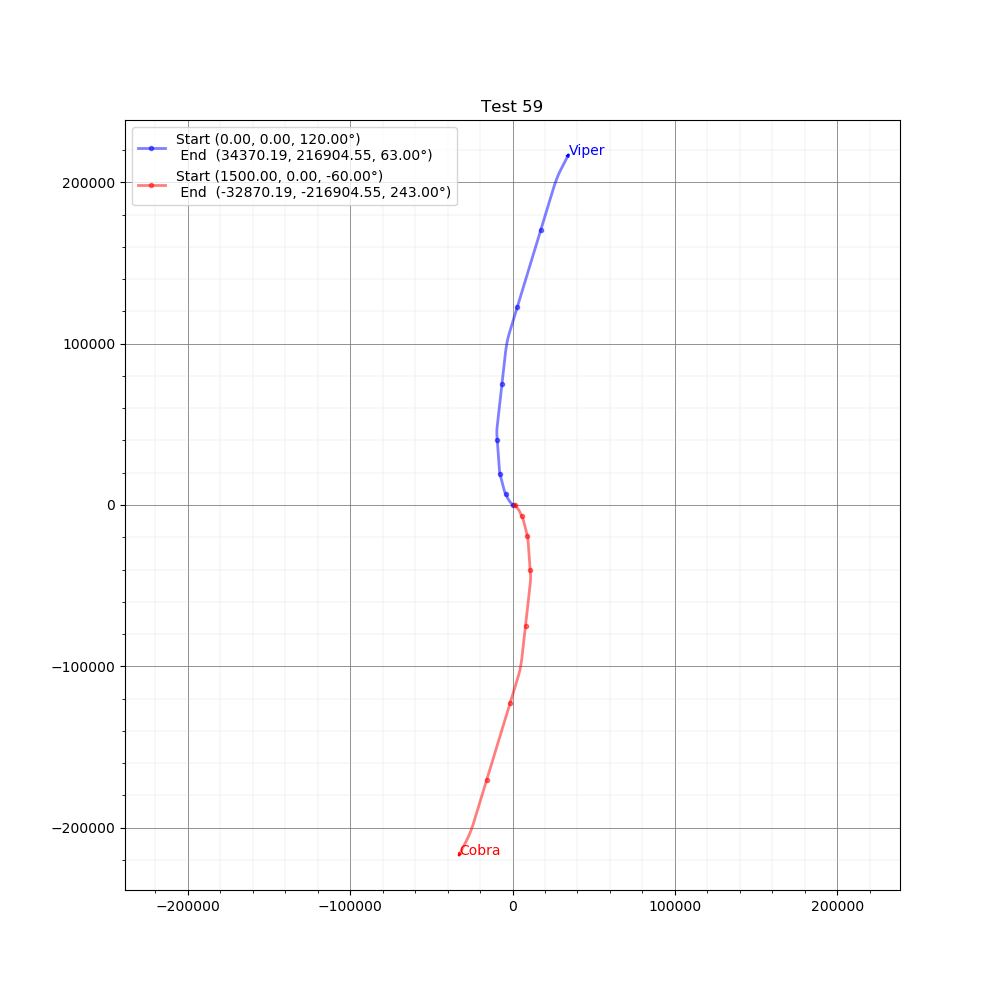 Test 59
Start (0.00, 0.00, 120.00°)
End  (34370.19, 216904.55, 63.00°)
Start (1500.00, 0.00, -60.00°)
End  (-32870.19, -216904.55, 243.00°)
Viper
200000
100000
0
−100000
−200000
Cobra
−200000
−100000
0
100000
200000